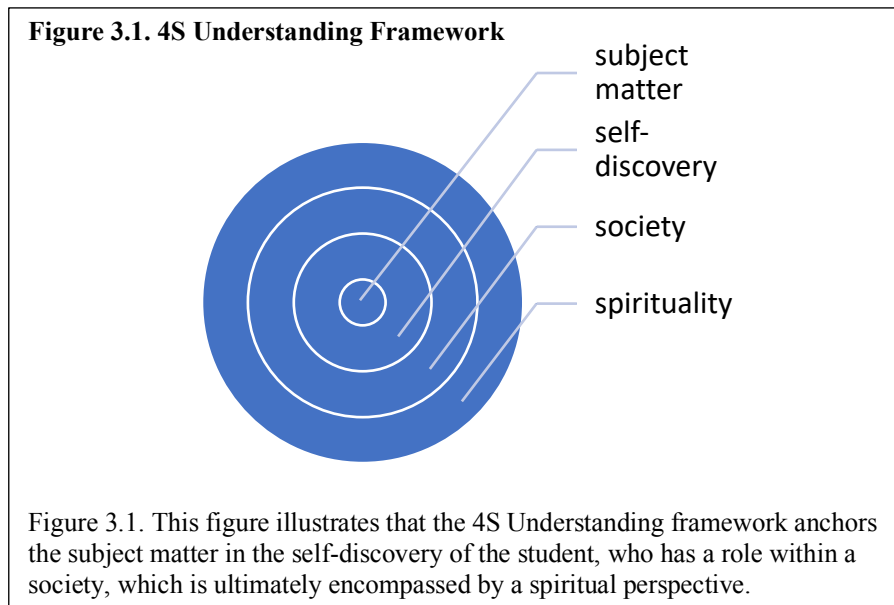 Figure 3.1. 4S Understanding Framework
subject
matter
self-
discovery
society
spirituality
Figure 3.1. This figure illustrates that the 4S Understanding framework anchors
the subject matter in the self-discovery of the student, who has a role within a
society, which is ultimately encompassed by a spiritual perspective.